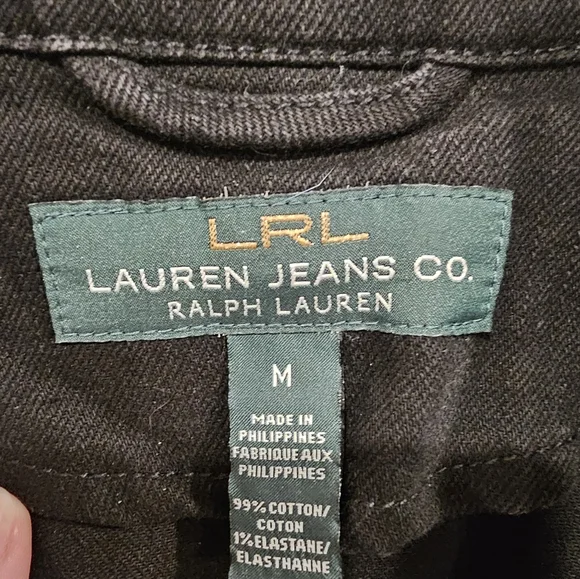 LRL
LAUREN JEANS CO.
RALPH LAUREN
M
MADE IN
PHILIPPINES
FABRIQUE AUX
PHILIPPINES
99% COTTON/
COTON
1% ELASTANE/
ELASTHANNE